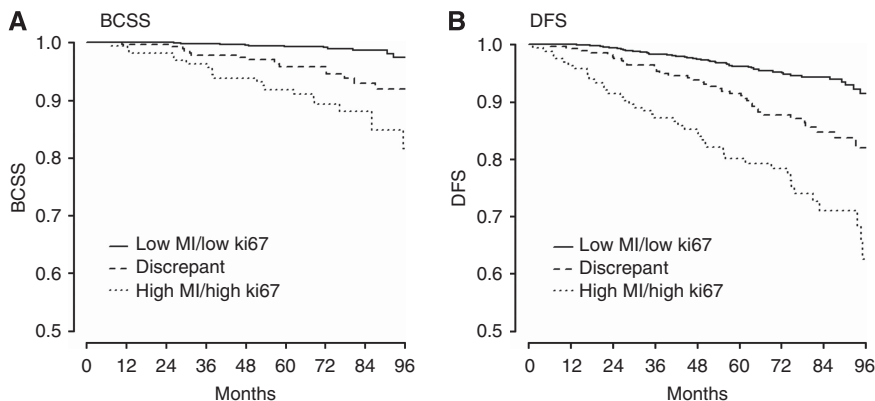 A
BCSS
1.0
0.9
0.8
0.7
0.6
0.5
BCSS
Low MI/low ki67
Discrepant
High MI/high ki67
0 12 24 36 48 60 72 84 96
Months
B
DFS
1.0
0.9
0.8
0.7
0.6
0.5
DFS
Low MI/low ki67
Discrepant
High MI/high ki67
0 12 24 36 48 60 72 84 96
Months